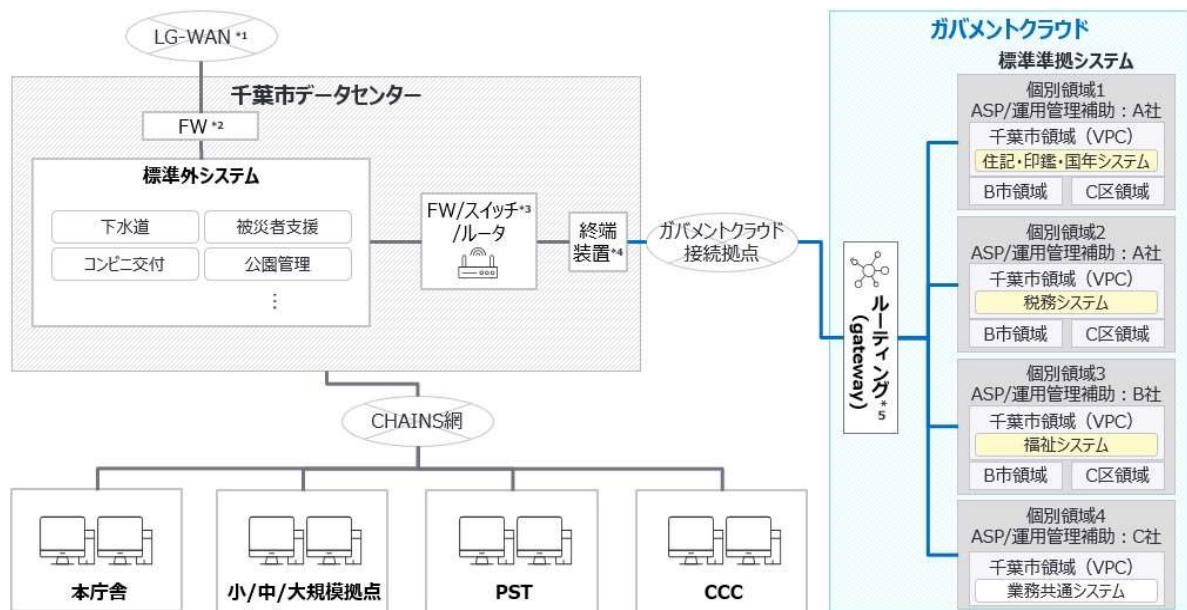 LG-WAN *1
千葉市データセンター
FW *2
標準外システム
下水道
被災者支援
コンビニ交付
公園管理
⋮
FW/スイッチ*3
/ルータ
終端
装置*4
ガバメントクラウド
接続拠点
CHAINS網
本庁舎
小/中/大規模拠点
PST
CCC
ガバメントクラウド
標準準拠システム
ルーティング*5
(gateway)
個別領域1
ASP/運用管理補助：A社
千葉市領域（VPC）
住記・印鑑・国年システム
B市領域
C区領域
個別領域2
ASP/運用管理補助：A社
千葉市領域（VPC）
税務システム
B市領域
C区領域
個別領域3
ASP/運用管理補助：B社
千葉市領域（VPC）
福祉システム
B市領域
C区領域
個別領域4
ASP/運用管理補助：C社
千葉市領域（VPC）
業務共通システム